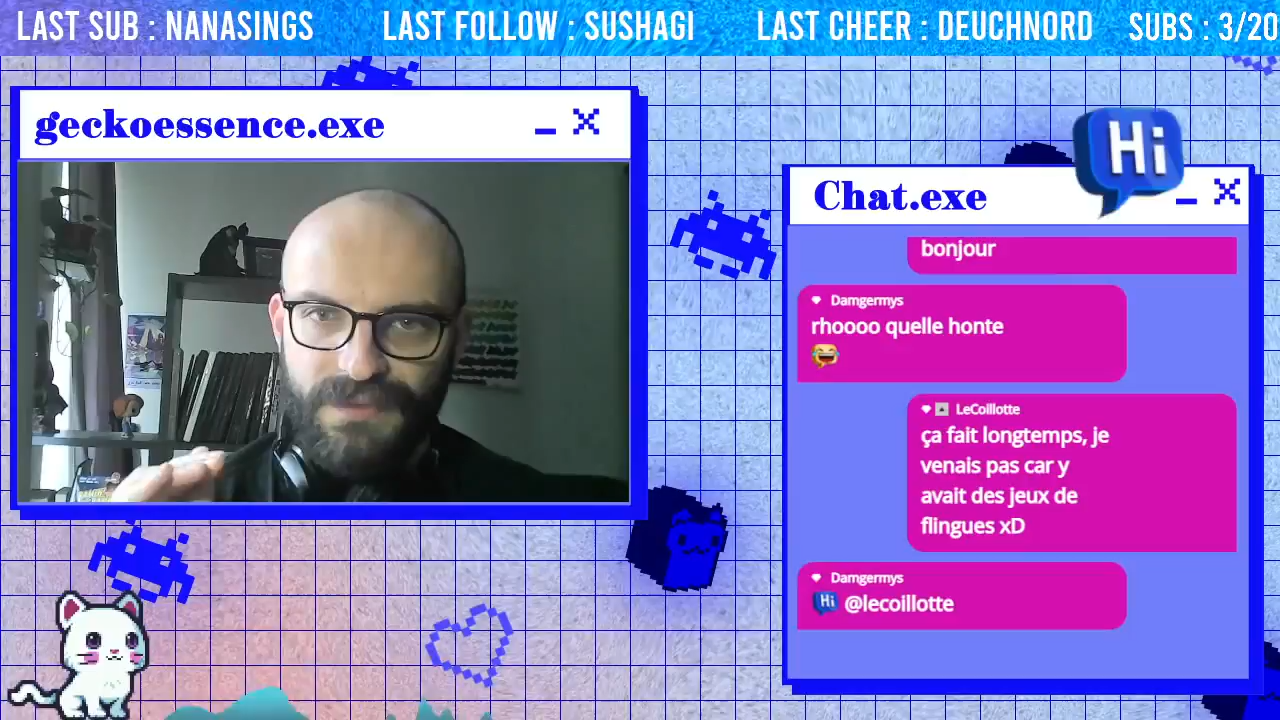 LAST SUB : NANASINGS
LAST FOLLOW : SUSHAGI
LAST CHEER : DEUCHNORD
SUBS : 3/20
geckoessence.exe
Hi
Chat.exe
bonjour
Damgermys
rhoooo quelle honte
LeCoillotte
ça fait longtemps, je
venais pas car y
avait des jeux de
flingues xD
Damgermys
Hi @lecoillotte